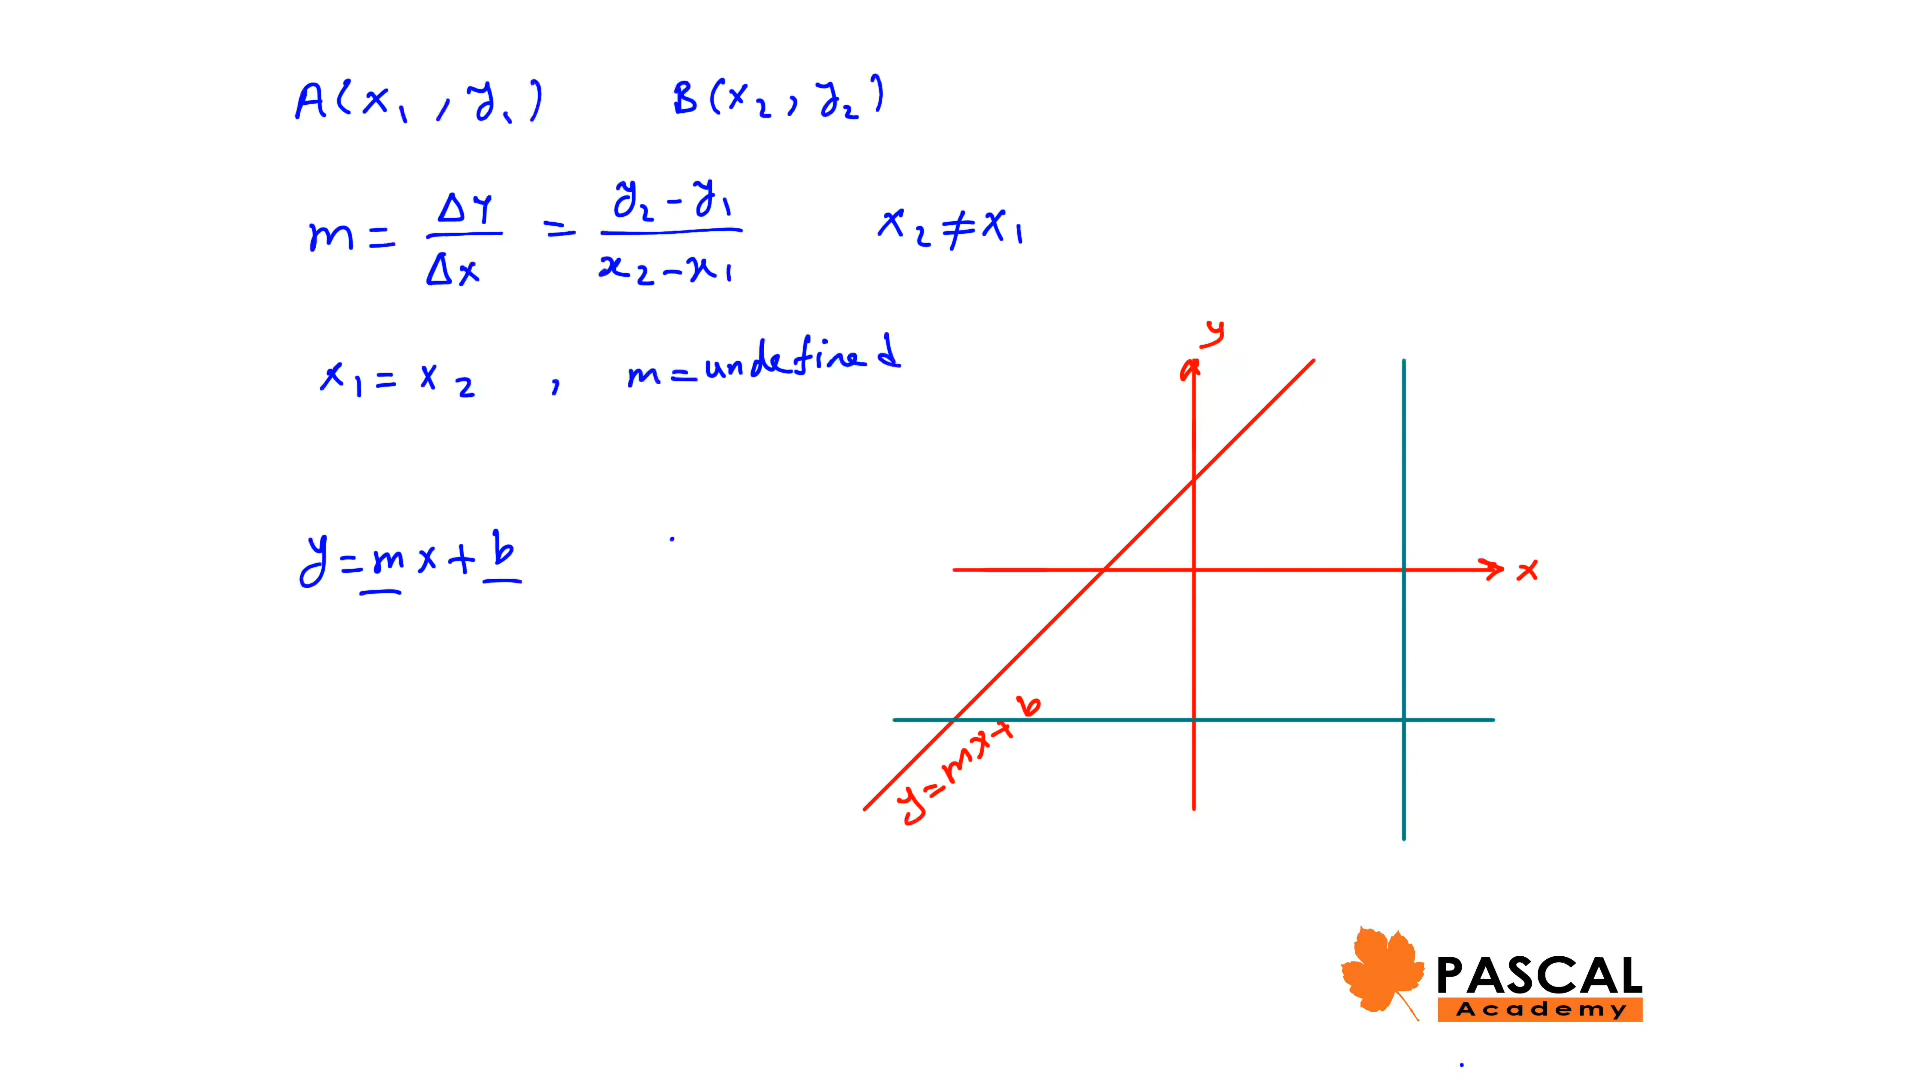 A(x₁, y₁) B(x₂, y₂)
m = Δy/Δx = (y₂-y₁)/(x₂-x₁) x₂ ≠ x₁
x₁ = x₂ , m = undefined
y
y = mx + b
x
y = mx + b
PASCAL
Academy